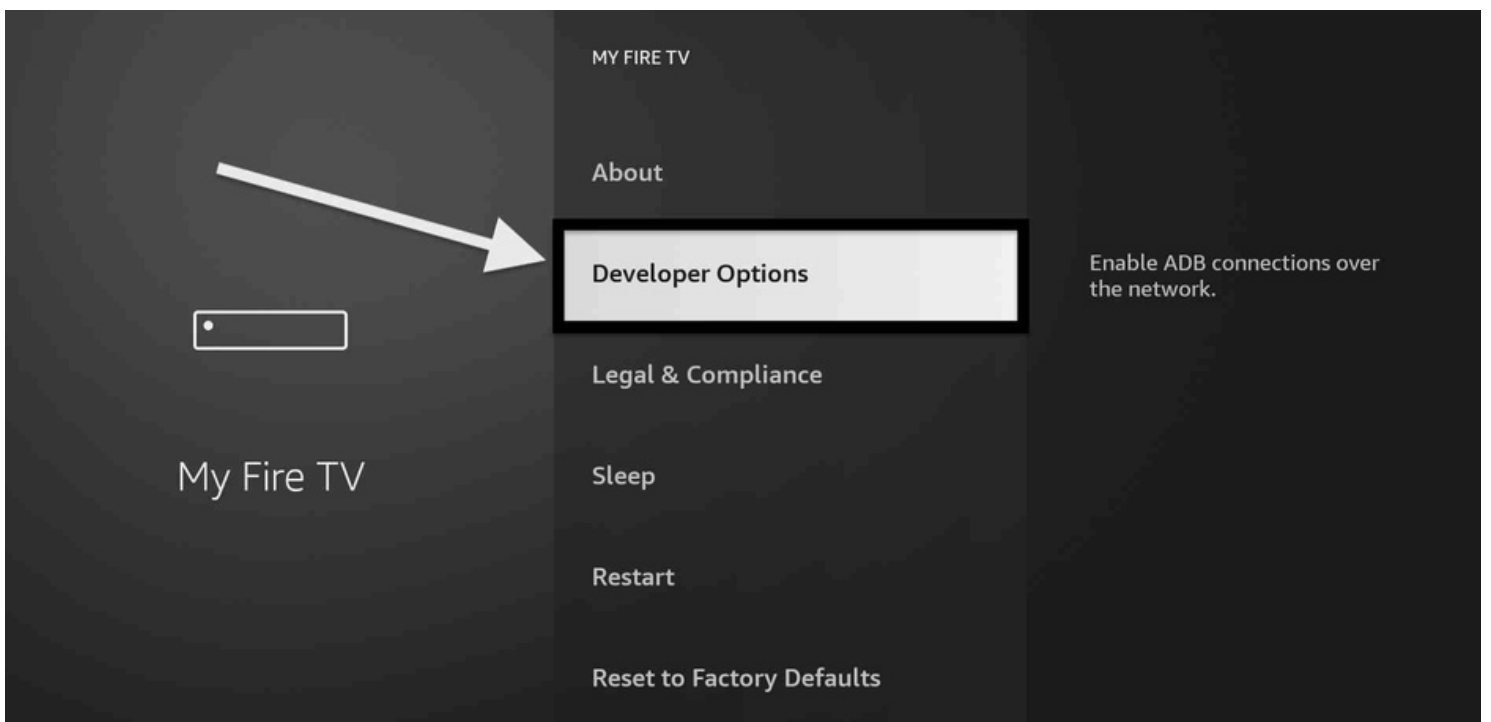 MY FIRE TV
About
Developer Options
Enable ADB connections over
the network.
Legal & Compliance
My Fire TV
Sleep
Restart
Reset to Factory Defaults